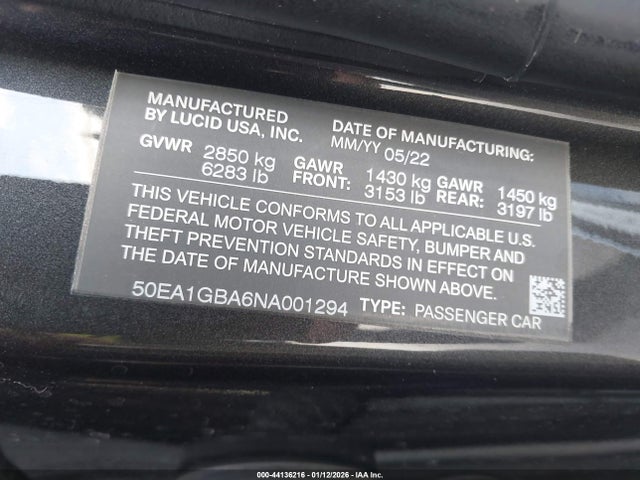 MANUFACTURED BY LUCID USA, INC.
DATE OF MANUFACTURING: MM/YY 05/22
GVWR 2850 kg 6283 lb
GAWR FRONT: 1430 kg 3153 lb
GAWR REAR: 1450 kg 3197 lb
THIS VEHICLE CONFORMS TO ALL APPLICABLE U.S.
FEDERAL MOTOR VEHICLE SAFETY, BUMPER AND
THEFT PREVENTION STANDARDS IN EFFECT ON
THE DATE OF MANUFACTURE SHOWN ABOVE.
50EA1GBA6NA001294 TYPE: PASSENGER CAR
000-44136216 - 01/12/2026 - IAA Inc.